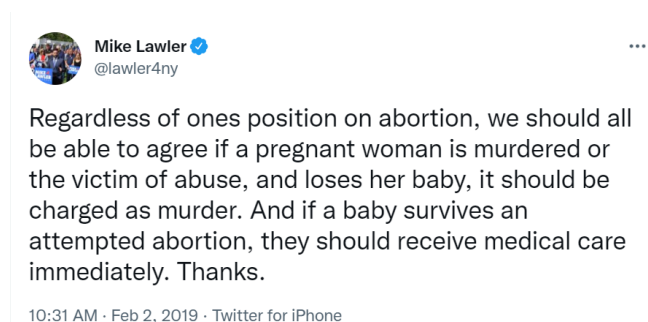 Mike Lawler
@lawler4ny
Regardless of ones position on abortion, we should all
be able to agree if a pregnant woman is murdered or
the victim of abuse, and loses her baby, it should be
charged as murder. And if a baby survives an
attempted abortion, they should receive medical care
immediately. Thanks.
10:31 AM · Feb 2, 2019 · Twitter for iPhone